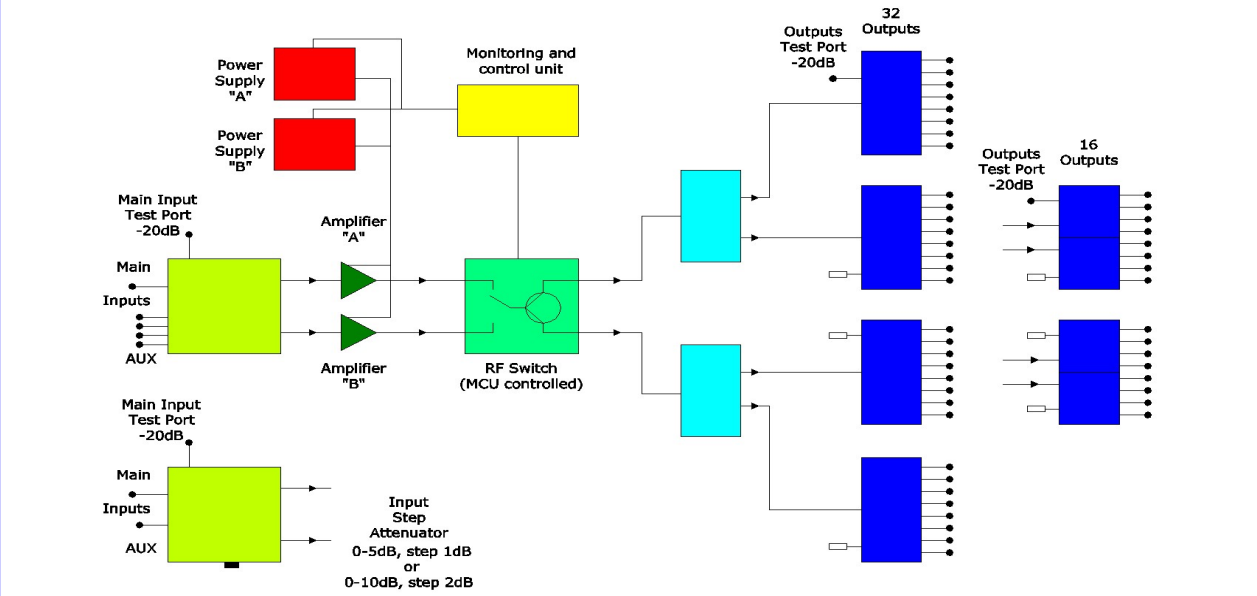 32
Outputs
Outputs
Test Port
-20dB
Monitoring and
control unit
Power
Supply
"A"
Power
Supply
"B"
16
Outputs
Outputs
Test Port
-20dB
Main Input
Test Port
-20dB
Amplifier
"A"
Main
Inputs
AUX
Amplifier
"B"
RF Switch
(MCU controlled)
Main Input
Test Port
-20dB
Main
Inputs
AUX
Input
Step
Attenuator
0-5dB, step 1dB
or
0-10dB, step 2dB